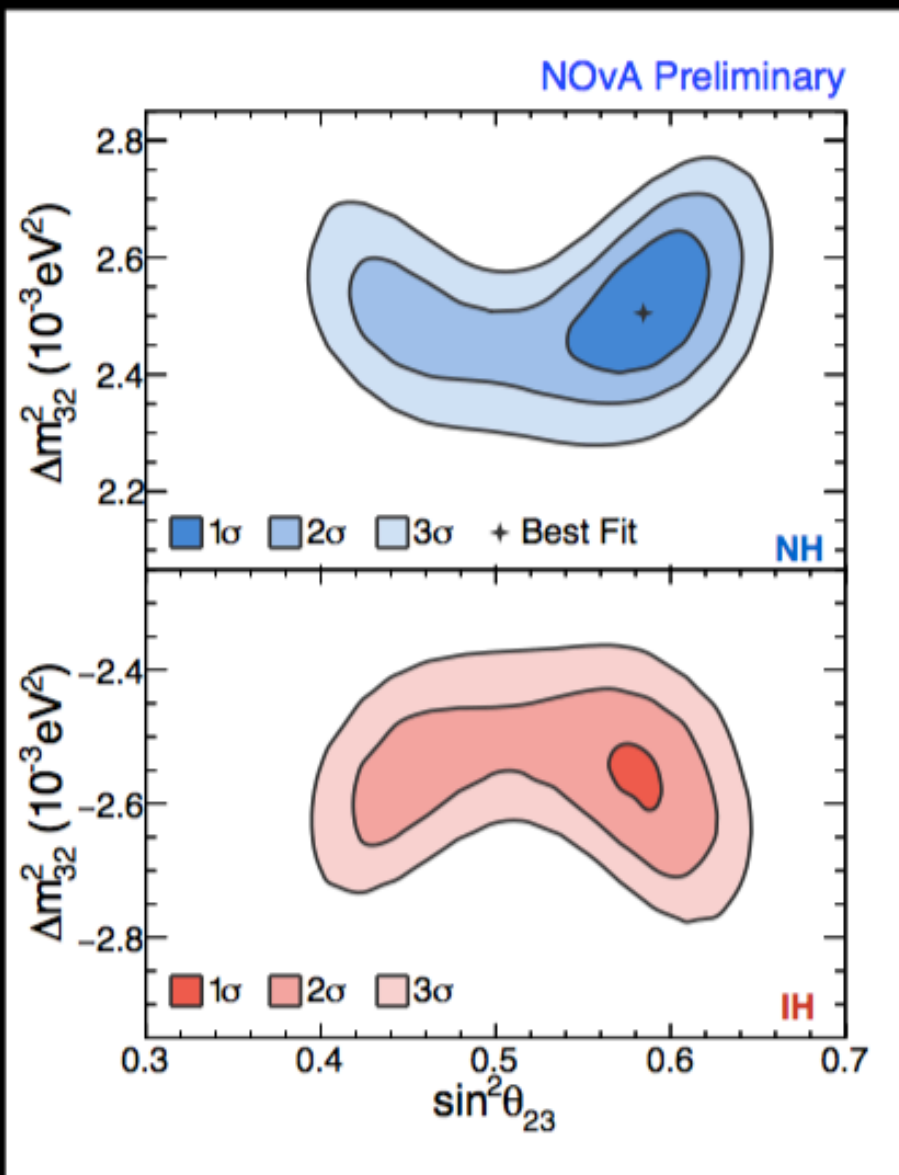 NOvA Preliminary
2.8
2.6
2.4
2.2
Δm²₃₂ (10⁻³eV²)
1σ 2σ 3σ Best Fit
NH
−2.4
−2.6
−2.8
Δm²₃₂ (10⁻³eV²)
1σ 2σ 3σ
IH
0.3 0.4 0.5 0.6 0.7
sin²θ₂₃